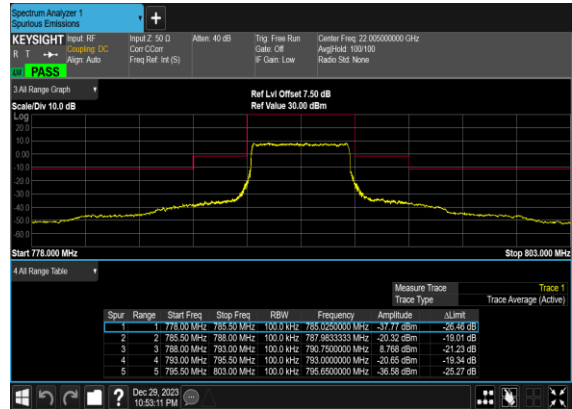 Spectrum Analyzer 1
Spurious Emissions
KEYSIGHT Input: RF Input Z: 50 Ω Atten: 40 dB Trig: Free Run Center Freq: 22.005000000 GHz
R T Coupling: DC Corr CCorr Gate: Off Avg|Hold: 100/100
Align: Auto Freq Ref: Int (S) IF Gain: Low Radio Std: None
PASS
3 All Range Graph
Ref Lvl Offset 7.50 dB
Scale/Div 10.0 dB Ref Value 30.00 dBm
Log
20.0
10.0
0.00
-10.0
-20.0
-30.0
-40.0
-50.0
-60.0
Start 778.000 MHz Stop 803.000 MHz
4 All Range Table
Measure Trace Trace 1
Trace Type Trace Average (Active)
Spur Range Start Freq Stop Freq RBW Frequency Amplitude ΔLimit
1 1 778.00 MHz 785.50 MHz 100.0 kHz 785.0250000 MHz -37.77 dBm -26.46 dB
2 2 785.50 MHz 788.00 MHz 100.0 kHz 787.9833333 MHz -20.32 dBm -19.01 dB
3 3 788.00 MHz 793.00 MHz 100.0 kHz 790.7500000 MHz 8.768 dBm -21.23 dB
4 4 793.00 MHz 795.50 MHz 100.0 kHz 793.0000000 MHz -20.65 dBm -19.34 dB
5 5 795.50 MHz 803.00 MHz 100.0 kHz 795.6500000 MHz -36.58 dBm -25.27 dB
Dec 29, 2023
10:53:11 PM